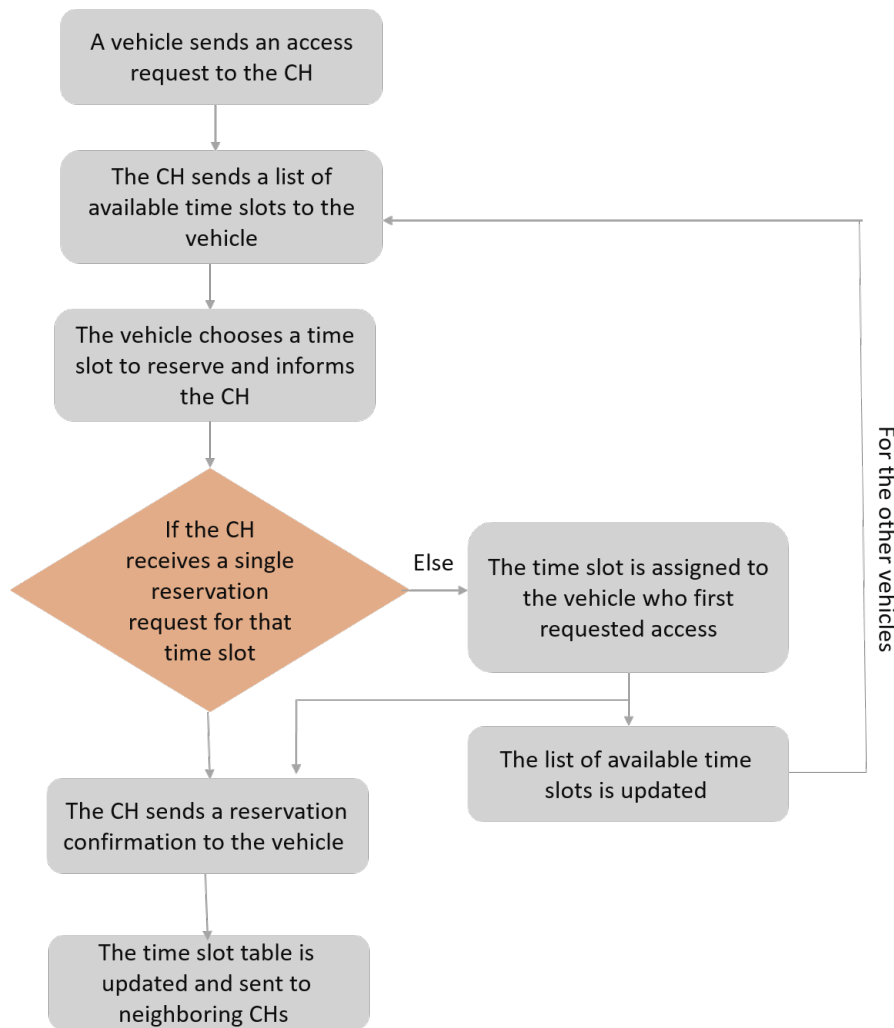 A vehicle sends an access
request to the CH
The CH sends a list of
available time slots to the
vehicle
The vehicle chooses a time
slot to reserve and informs
the CH
If the CH
receives a single
reservation
request for that
time slot
Else
The time slot is assigned to
the vehicle who first
requested access
For the other vehicles
The list of available time
slots is updated
The CH sends a reservation
confirmation to the vehicle
The time slot table is
updated and sent to
neighboring CHs